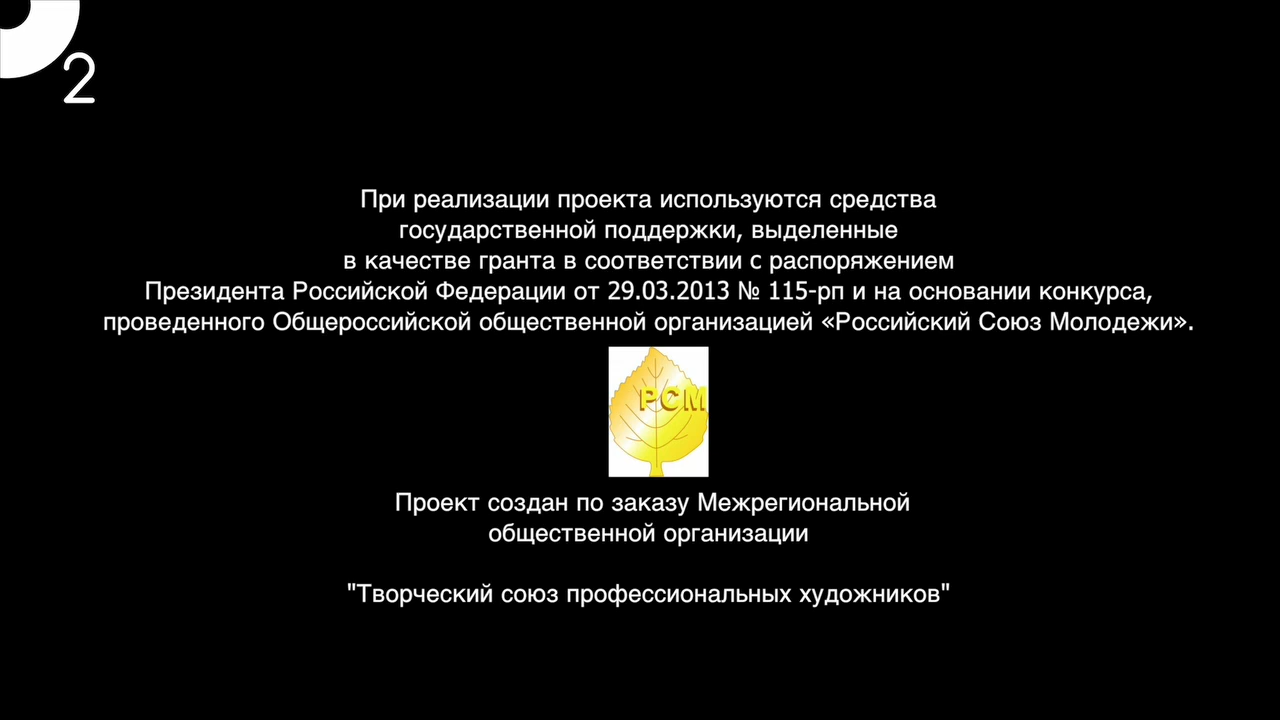 2
При реализации проекта используются средства
государственной поддержки, выделенные
в качестве гранта в соответствии с распоряжением
Президента Российской Федерации от 29.03.2013 № 115-рп и на основании конкурса,
проведенного Общероссийской общественной организацией «Российский Союз Молодежи».
РСМ
Проект создан по заказу Межрегиональной
общественной организации
"Творческий союз профессиональных художников"